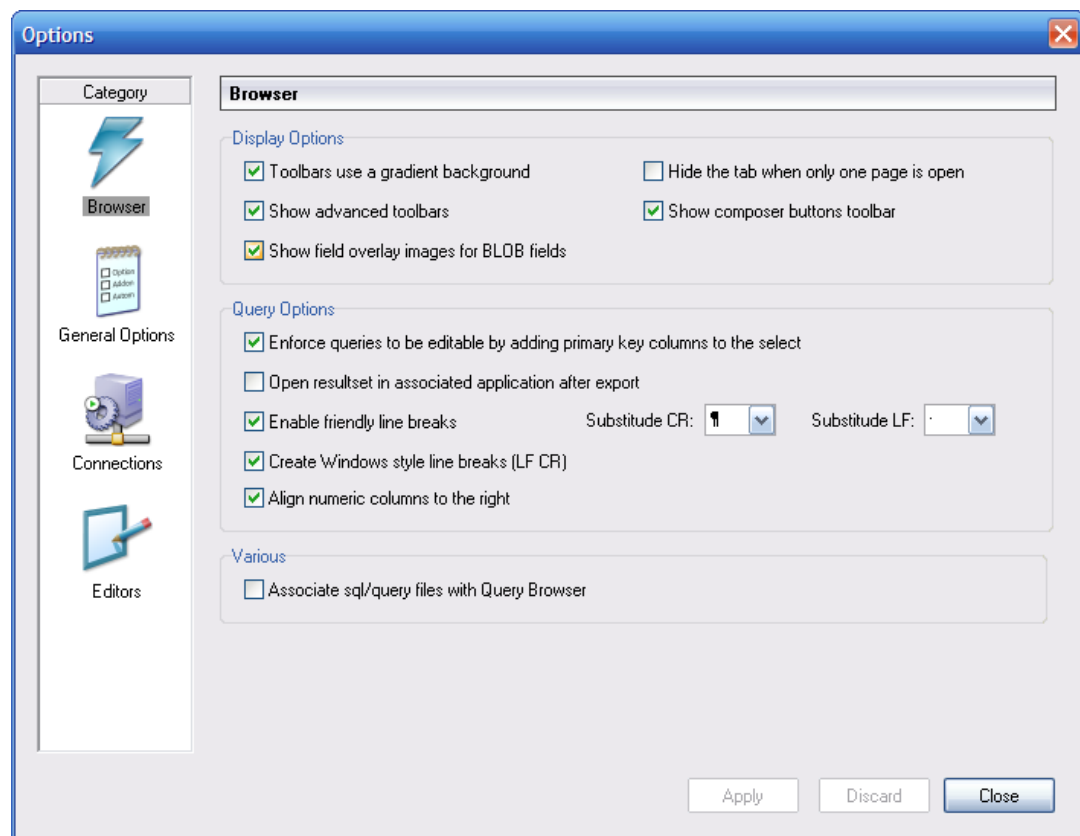 Options
Category
Browser
Option
Addon
Autom
General Options
Connections
Editors
Browser
Display Options
Toolbars use a gradient background
Hide the tab when only one page is open
Show advanced toolbars
Show composer buttons toolbar
Show field overlay images for BLOB fields
Query Options
Enforce queries to be editable by adding primary key columns to the select
Open resultset in associated application after export
Enable friendly line breaks Substitude CR: ¶ Substitude LF: ·
Create Windows style line breaks (LF CR)
Align numeric columns to the right
Various
Associate sql/query files with Query Browser
Apply Discard Close